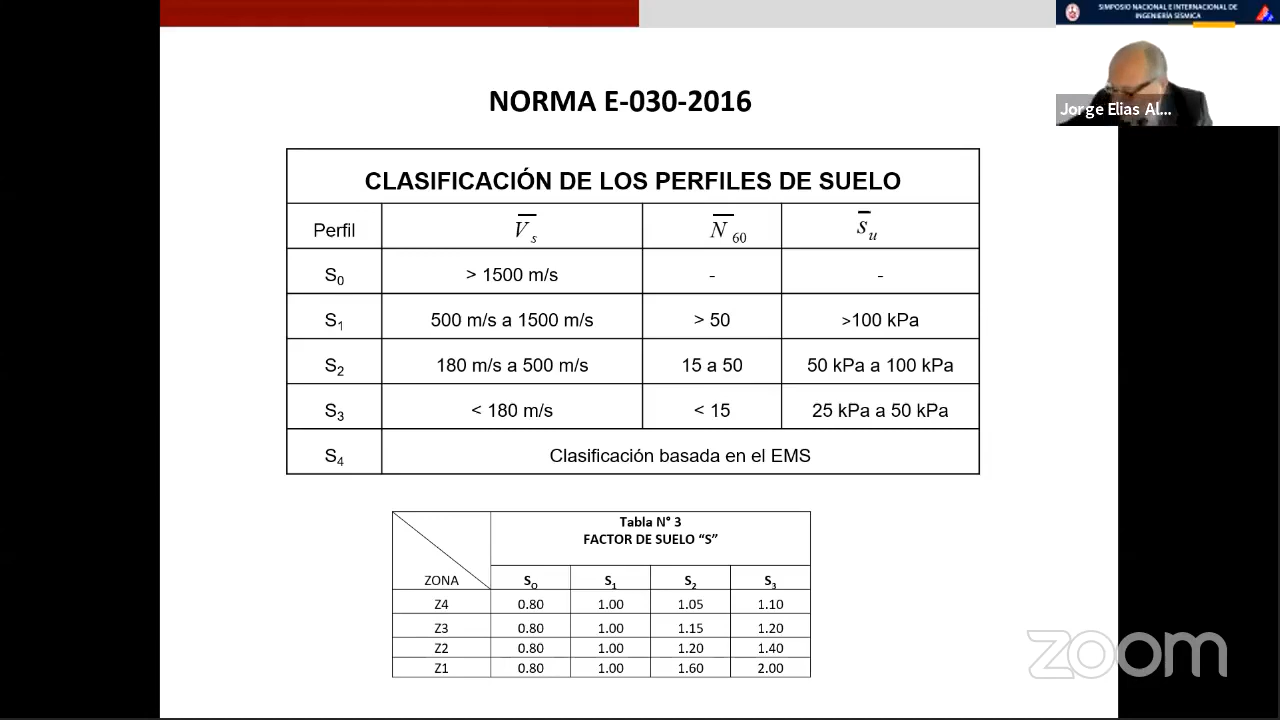 SIMPOSIO NACIONAL E INTERNACIONAL DE
INGENIERÍA SÍSMICA
Jorge Elias Al...
NORMA E-030-2016
CLASIFICACIÓN DE LOS PERFILES DE SUELO
Perfil V̅s N̅60 s̅u
S0 > 1500 m/s - -
S1 500 m/s a 1500 m/s > 50 >100 kPa
S2 180 m/s a 500 m/s 15 a 50 50 kPa a 100 kPa
S3 < 180 m/s < 15 25 kPa a 50 kPa
S4 Clasificación basada en el EMS
Tabla N° 3
FACTOR DE SUELO “S”
ZONA SO S1 S2 S3
Z4 0.80 1.00 1.05 1.10
Z3 0.80 1.00 1.15 1.20
Z2 0.80 1.00 1.20 1.40
Z1 0.80 1.00 1.60 2.00
zoom